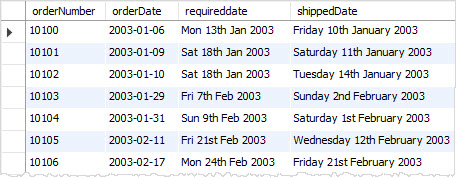 orderNumber orderDate requireddate shippedDate
10100 2003-01-06 Mon 13th Jan 2003 Friday 10th January 2003
10101 2003-01-09 Sat 18th Jan 2003 Saturday 11th January 2003
10102 2003-01-10 Sat 18th Jan 2003 Tuesday 14th January 2003
10103 2003-01-29 Fri 7th Feb 2003 Sunday 2nd February 2003
10104 2003-01-31 Sun 9th Feb 2003 Saturday 1st February 2003
10105 2003-02-11 Fri 21st Feb 2003 Wednesday 12th February 2003
10106 2003-02-17 Mon 24th Feb 2003 Friday 21st February 2003